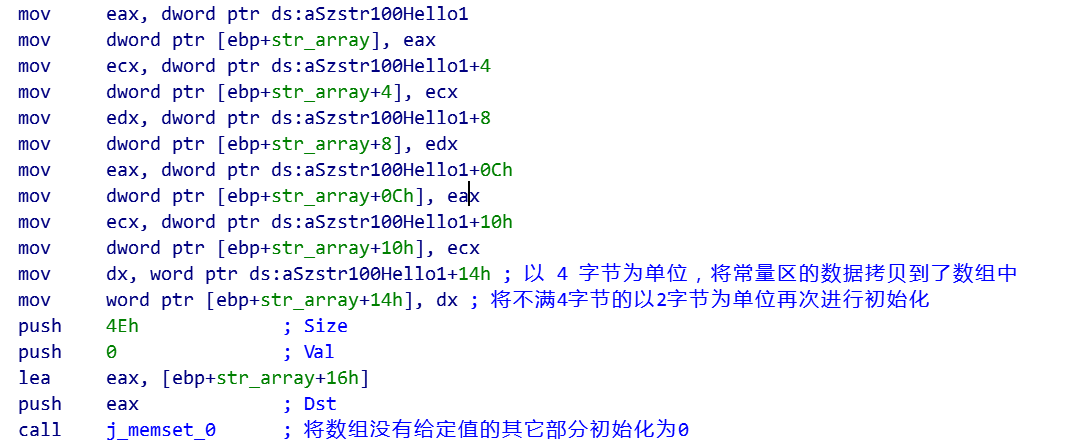 mov eax, dword ptr ds:aSzstr100Hello1
mov dword ptr [ebp+str_array], eax
mov ecx, dword ptr ds:aSzstr100Hello1+4
mov dword ptr [ebp+str_array+4], ecx
mov edx, dword ptr ds:aSzstr100Hello1+8
mov dword ptr [ebp+str_array+8], edx
mov eax, dword ptr ds:aSzstr100Hello1+0Ch
mov dword ptr [ebp+str_array+0Ch], eax
mov ecx, dword ptr ds:aSzstr100Hello1+10h
mov dword ptr [ebp+str_array+10h], ecx
mov dx, word ptr ds:aSzstr100Hello1+14h ; 以 4 字节为单位，将常量区的数据拷贝到了数组中
mov word ptr [ebp+str_array+14h], dx ; 将不满4字节的以2字节为单位再次进行初始化
push 4Eh ; Size
push 0 ; Val
lea eax, [ebp+str_array+16h]
push eax ; Dst
call j_memset_0 ; 将数组没有给定值的其它部分初始化为0